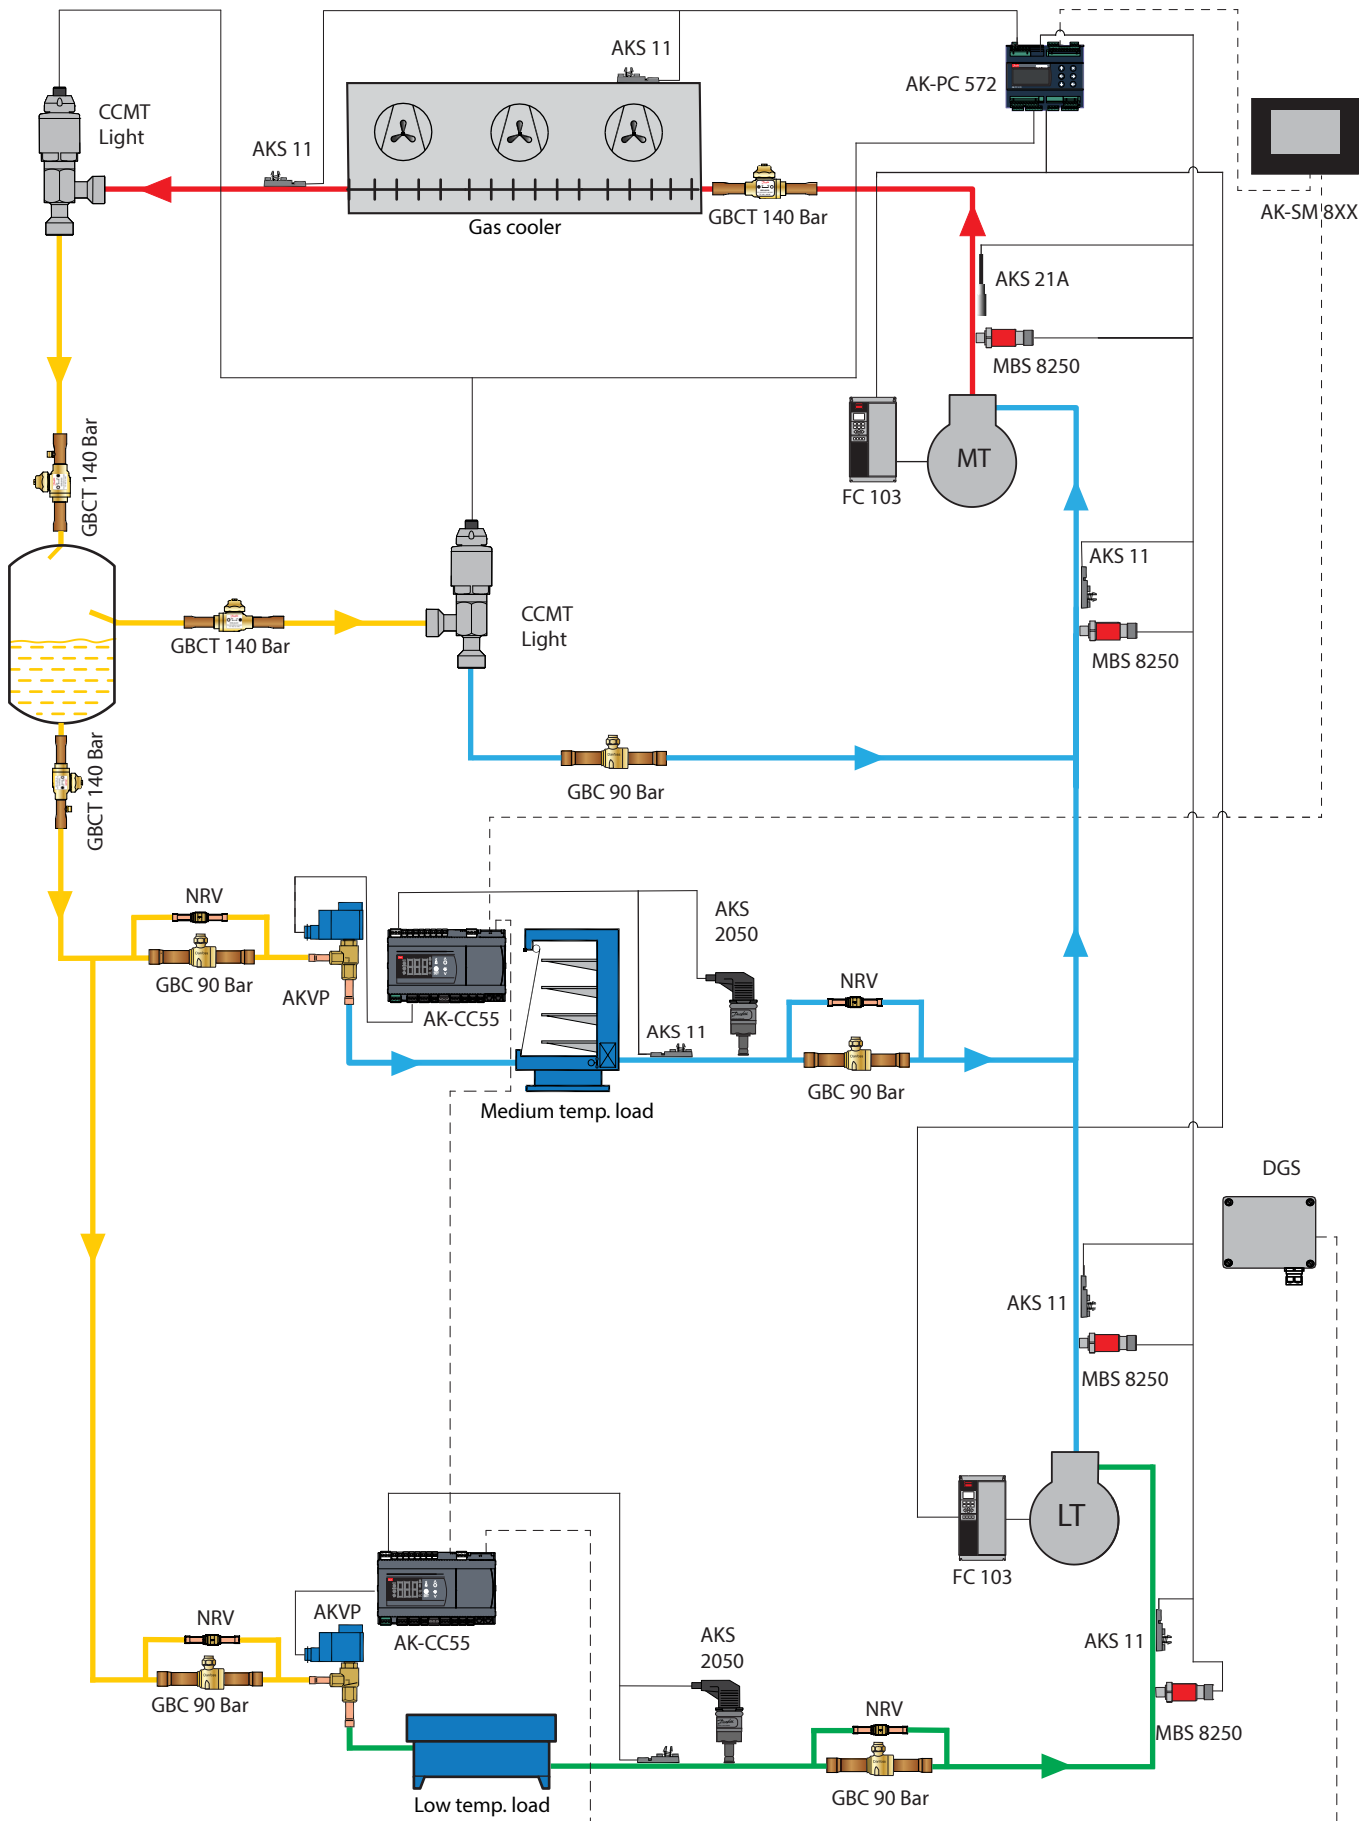 AKS 11
AK-PC 572
CCMT
Light
AKS 11
GBCT 140 Bar
Gas cooler
AK-SM 8XX
AKS 21A
MBS 8250
GBCT 140 Bar
MT
FC 103
AKS 11
CCMT
Light
GBCT 140 Bar
MBS 8250
GBCT 140 Bar
GBC 90 Bar
NRV
AKS
2050
GBC 90 Bar
AKVP
AK-CC55
NRV
AKS 11
GBC 90 Bar
Medium temp. load
DGS
AKS 11
MBS 8250
LT
FC 103
NRV
AKVP
AK-CC55
AKS
2050
AKS 11
GBC 90 Bar
NRV
MBS 8250
GBC 90 Bar
Low temp. load